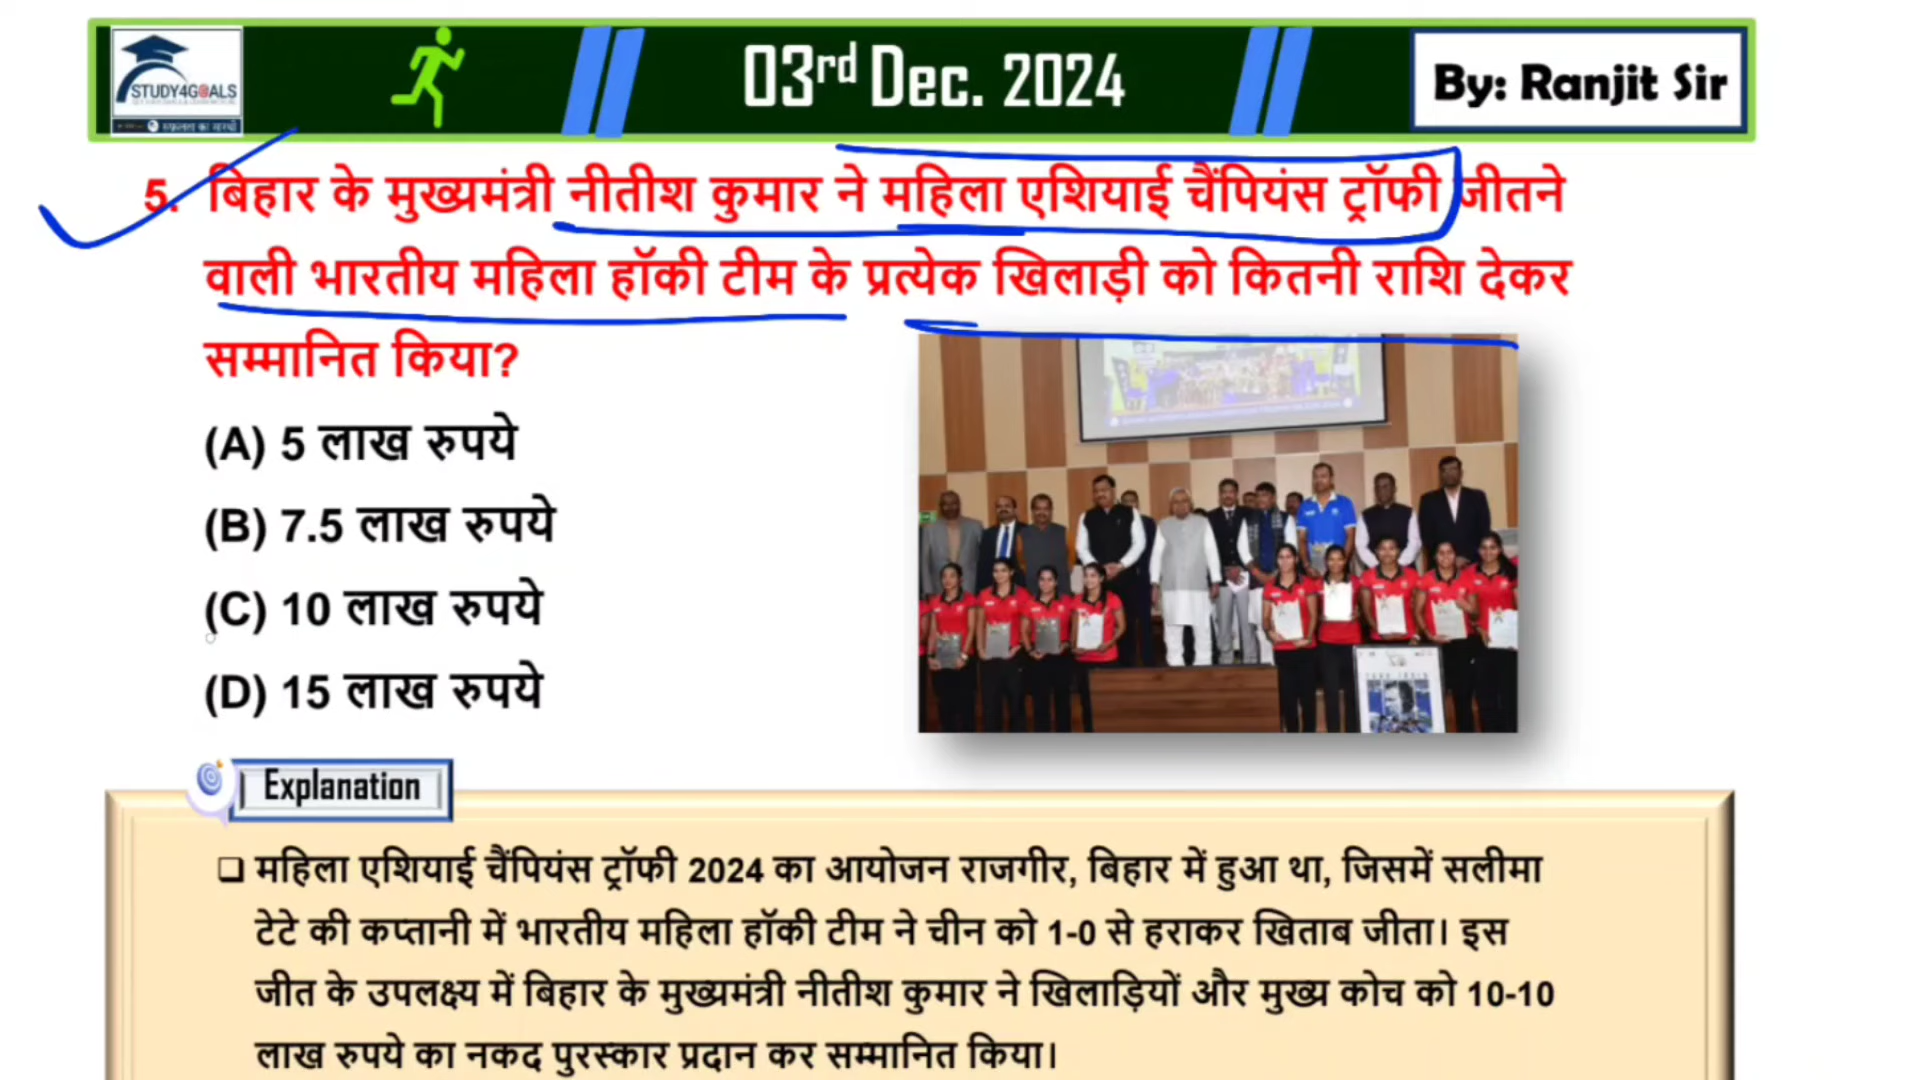 STUDY4GOALS
03rd Dec. 2024
By: Ranjit Sir
5. बिहार के मुख्यमंत्री नीतीश कुमार ने महिला एशियाई चैंपियंस ट्रॉफी जीतने
वाली भारतीय महिला हॉकी टीम के प्रत्येक खिलाड़ी को कितनी राशि देकर
सम्मानित किया?
(A) 5 लाख रुपये
(B) 7.5 लाख रुपये
(C) 10 लाख रुपये
(D) 15 लाख रुपये
Explanation
❑ महिला एशियाई चैंपियंस ट्रॉफी 2024 का आयोजन राजगीर, बिहार में हुआ था, जिसमें सलीमा
टेटे की कप्तानी में भारतीय महिला हॉकी टीम ने चीन को 1-0 से हराकर खिताब जीता। इस
जीत के उपलक्ष्य में बिहार के मुख्यमंत्री नीतीश कुमार ने खिलाड़ियों और मुख्य कोच को 10-10
लाख रुपये का नकद पुरस्कार प्रदान कर सम्मानित किया।